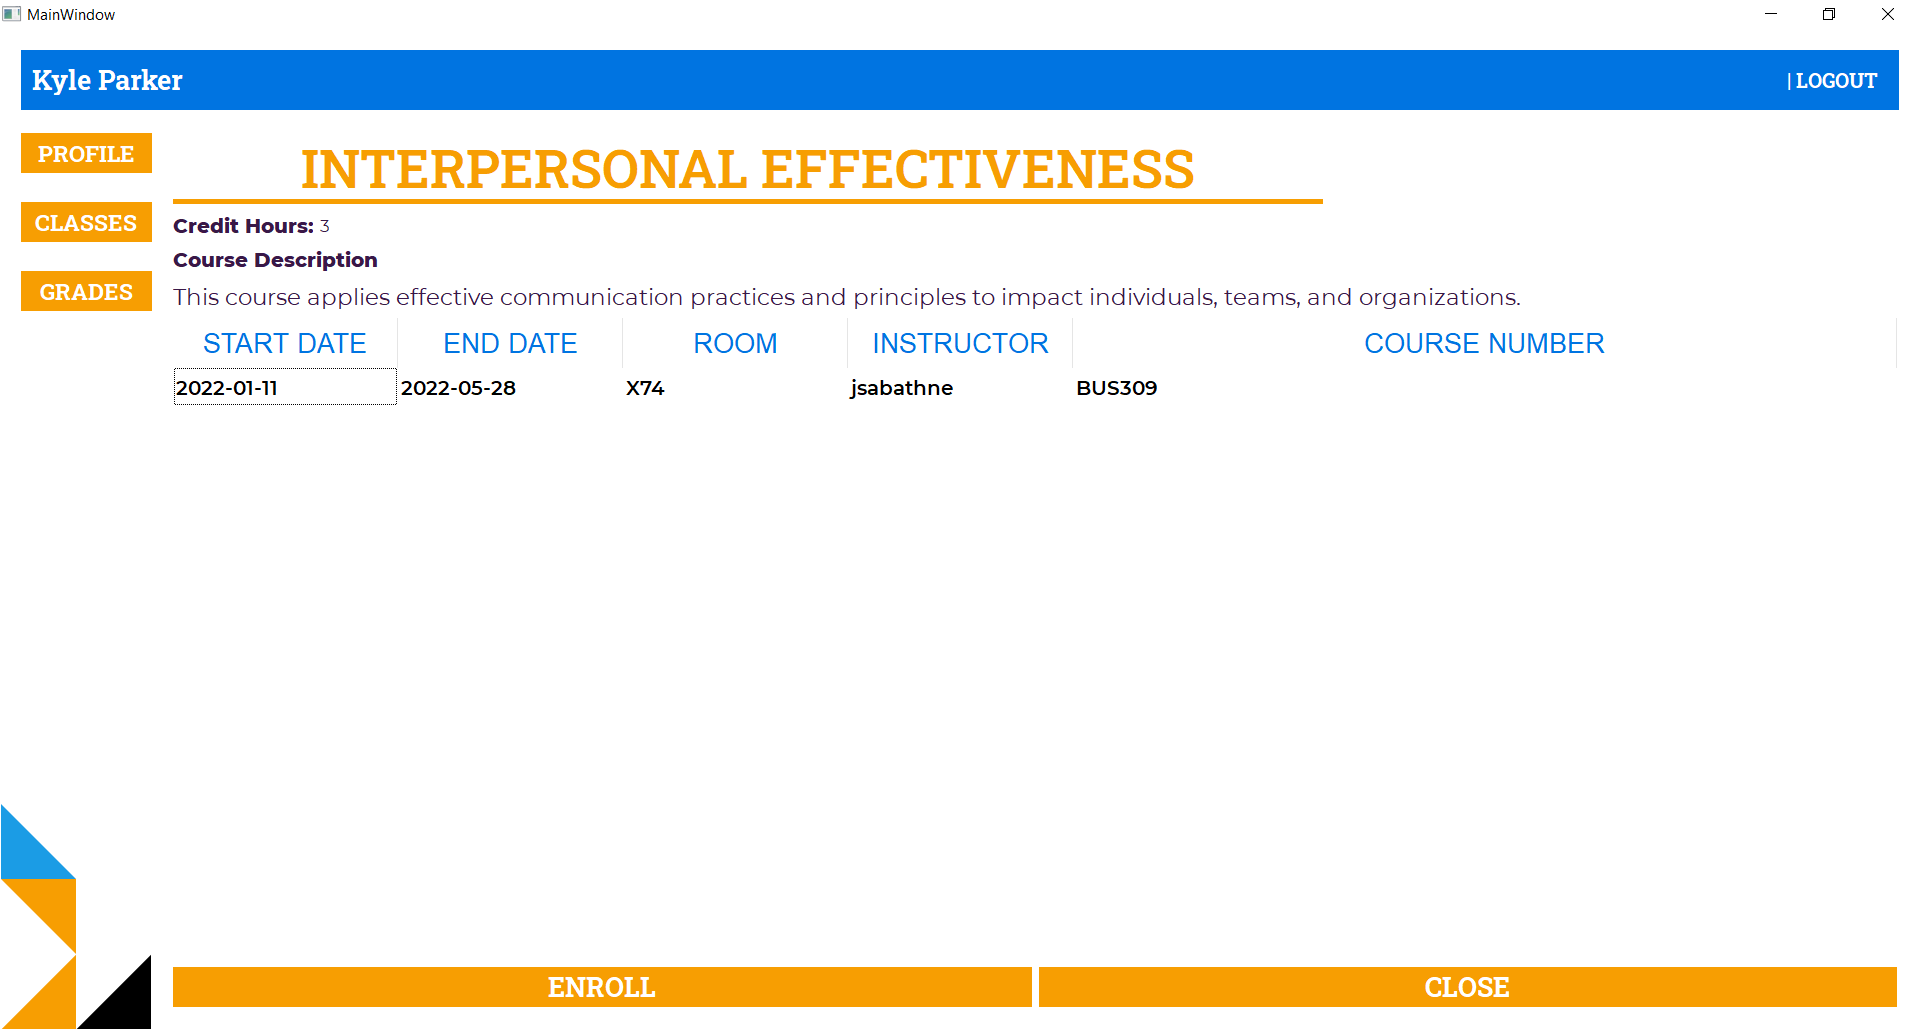 MainWindow
Kyle Parker | LOGOUT
PROFILE
CLASSES
GRADES
INTERPERSONAL EFFECTIVENESS
Credit Hours: 3
Course Description
This course applies effective communication practices and principles to impact individuals, teams, and organizations.
START DATE END DATE ROOM INSTRUCTOR COURSE NUMBER
2022-01-11 2022-05-28 X74 jsabathne BUS309
ENROLL CLOSE